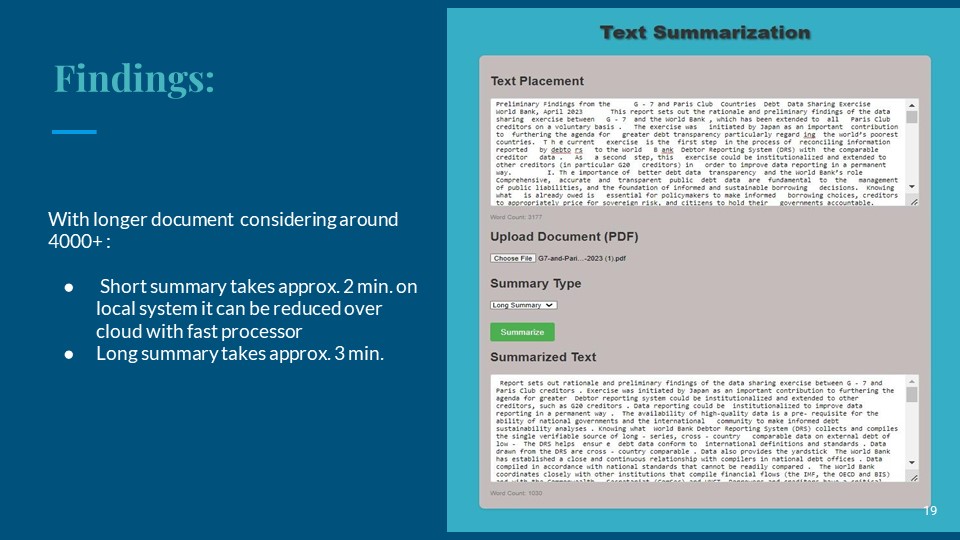 Findings:
With longer document considering around
4000+ :
● Short summary takes approx. 2 min. on
local system it can be reduced over
cloud with fast processor
● Long summary takes approx. 3 min.
Text Summarization
Text Placement
Preliminary Findings from the G - 7 and Paris Club Countries Debt Data Sharing Exercise
World Bank, April 2023 This report sets out the rationale and preliminary findings of the data
sharing exercise between G - 7 and the World Bank , which has been extended to all Paris Club
creditors on a voluntary basis . The exercise was initiated by Japan as an important contribution
to furthering the agenda for greater debt transparency particularly regard ing the world's poorest
countries. T h e current exercise is the first step in the process of reconciling information
reported by debto rs to the World B ank Debtor Reporting System (DRS) with the comparable
creditor data . As a second step, this exercise could be institutionalized and extended to
other creditors (in particular G20 creditors) in order to improve data reporting in a permanent
way. I. Th e importance of better debt data transparency and the World Bank's role
Comprehensive, accurate and transparent public debt data are fundamental to the management
of public liabilities, and the foundation of informed and sustainable borrowing decisions. Knowing
what is already owed is essential for policymakers to make informed borrowing choices, creditors
to appropriately price for sovereign risk, and citizens to hold their governments accountable.
Word Count: 3177
Upload Document (PDF)
Choose File G7-and-Pari...-2023 (1).pdf
Summary Type
Long Summary
Summarize
Summarized Text
Report sets out rationale and preliminary findings of the data sharing exercise between G - 7 and
Paris Club creditors . Exercise was initiated by Japan as an important contribution to furthering the
agenda for greater Debtor reporting system could be institutionalized and extended to other
creditors, such as G20 creditors . Data reporting could be institutionalized to improve data
reporting in a permanent way . The availability of high-quality data is a pre- requisite for the
ability of national governments and the international community to make informed debt
sustainability analyses . Knowing what World Bank Debtor Reporting System (DRS) collects and compiles
the single verifiable source of long - series, cross - country comparable data on external debt of
low - The DRS helps ensur e debt data conform to international definitions and standards . Data
drawn from the DRS are cross - country comparable . Data also provides the yardstick The World Bank
has established a close and continuous relationship with compilers in national debt offices . Data
compiled in accordance with national standards that cannot be readily compared . The World Bank
coordinates closely with other institutions that compile financial flows (the IMF, the OECD and BIS)
Word Count: 1030
19